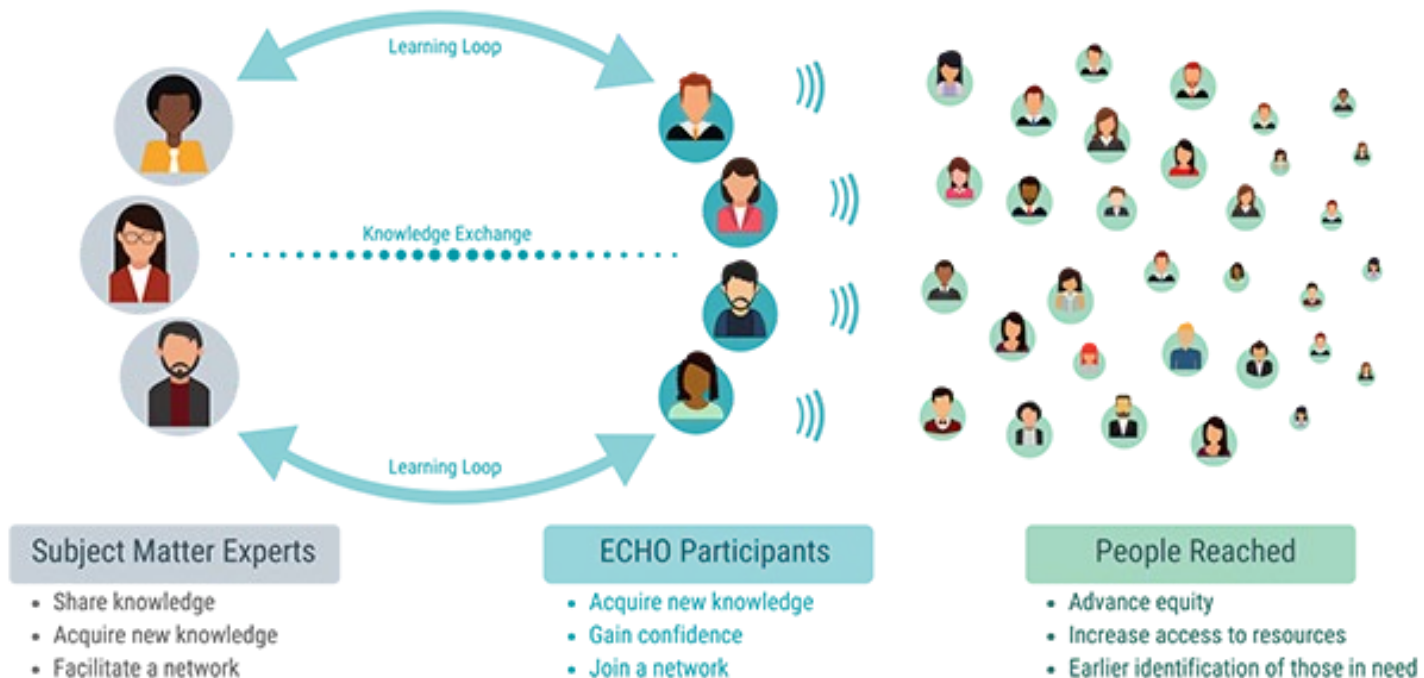 Learning Loop
Knowledge Exchange
Learning Loop
Subject Matter Experts
• Share knowledge
• Acquire new knowledge
• Facilitate a network
ECHO Participants
• Acquire new knowledge
• Gain confidence
• Join a network
People Reached
• Advance equity
• Increase access to resources
• Earlier identification of those in need